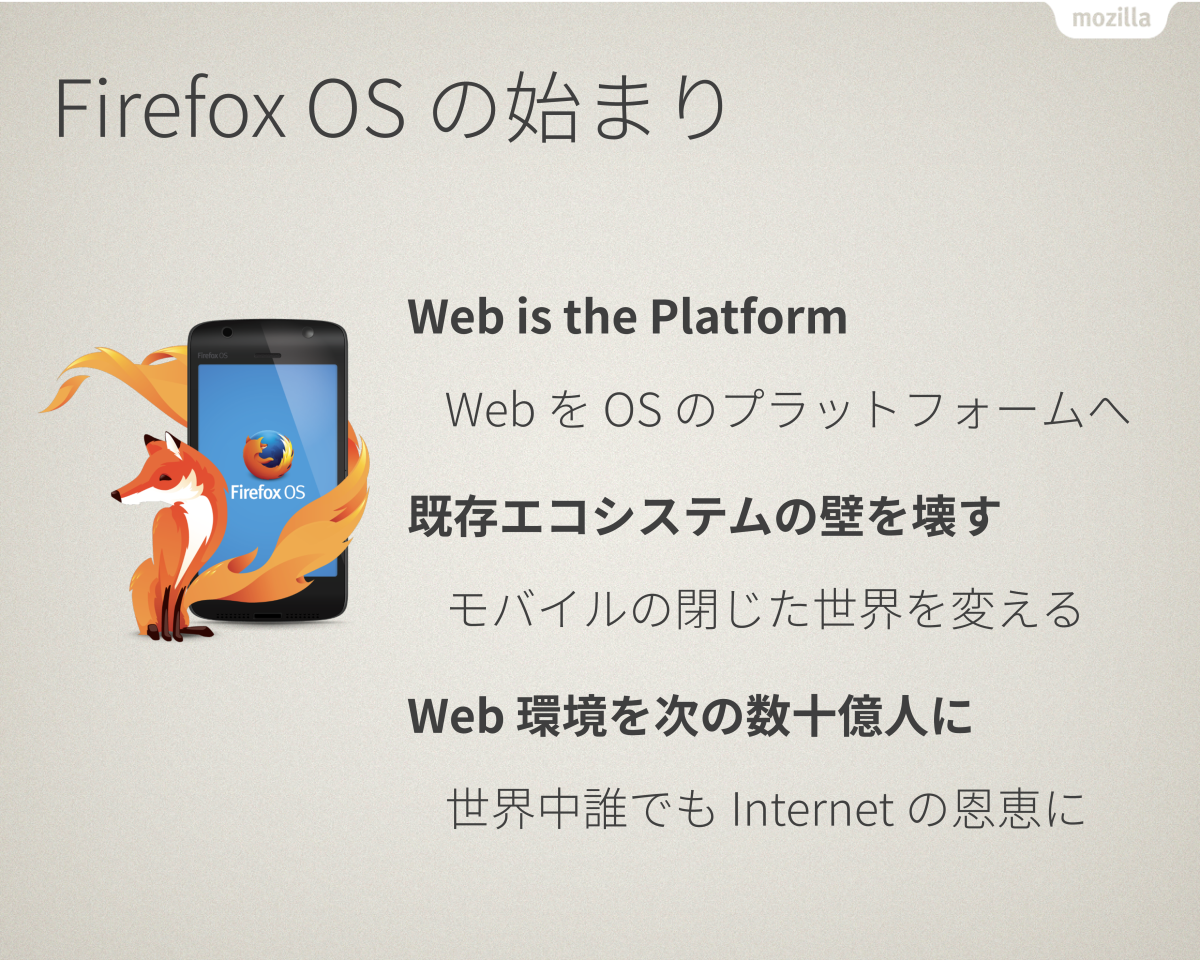 mozilla
Firefox OS の始まり
Web is the Platform
Web を OS のプラットフォームへ
Firefox OS
Firefox OS
既存エコシステムの壁を壊す
モバイルの閉じた世界を変える
Web 環境を次の数十億人に
世界中誰でも Internet の恩恵に